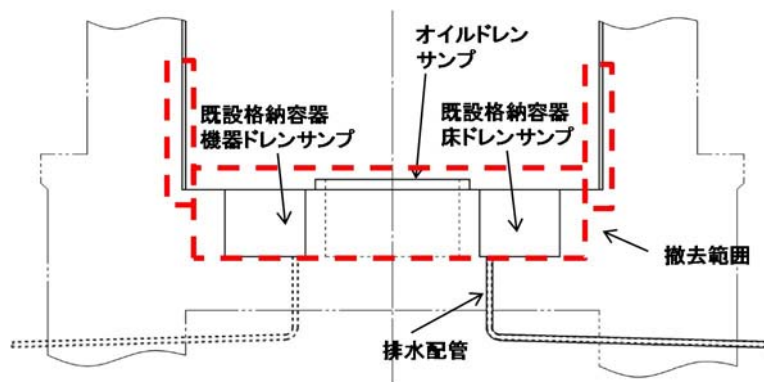 オイルドレン
サンプ
既設格納容器
機器ドレンサンプ
既設格納容器
床ドレンサンプ
撤去範囲
排水配管